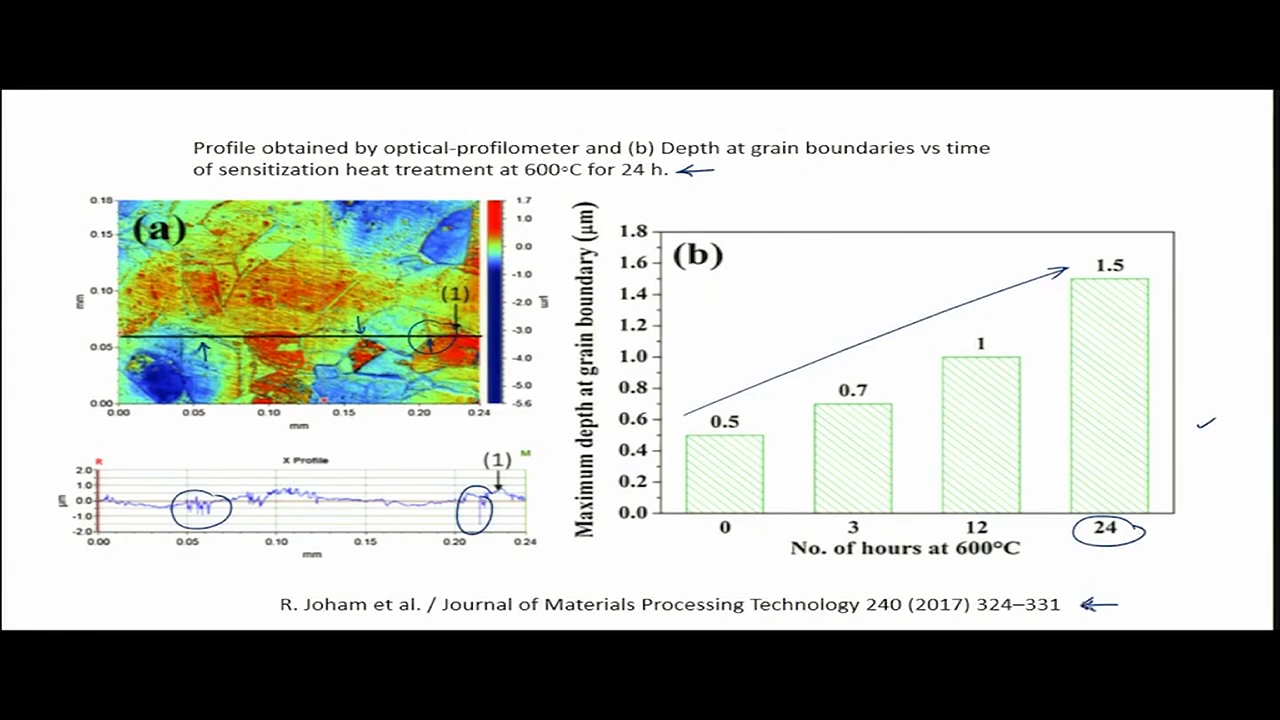 Profile obtained by optical-profilometer and (b) Depth at grain boundaries vs time
of sensitization heat treatment at 600◦C for 24 h.
(a)
0.18
0.15
0.10
0.05
0.00
mm
0.00 0.05 0.10 0.15 0.20 0.24
mm
(1)
1.7
1.0
0.0
-1.0
-2.0
-3.0
-4.0
-5.0
-5.6
µm
X Profile
R
M
(1)
2.0
1.0
0.0
-1.0
-2.0
µm
0.00 0.05 0.10 0.15 0.20 0.24
mm
(b)
Maximum depth at grain boundary (µm)
1.8
1.6
1.4
1.2
1.0
0.8
0.6
0.4
0.2
0.0
0.5 0.7 1 1.5
0 3 12 24
No. of hours at 600°C
R. Joham et al. / Journal of Materials Processing Technology 240 (2017) 324–331